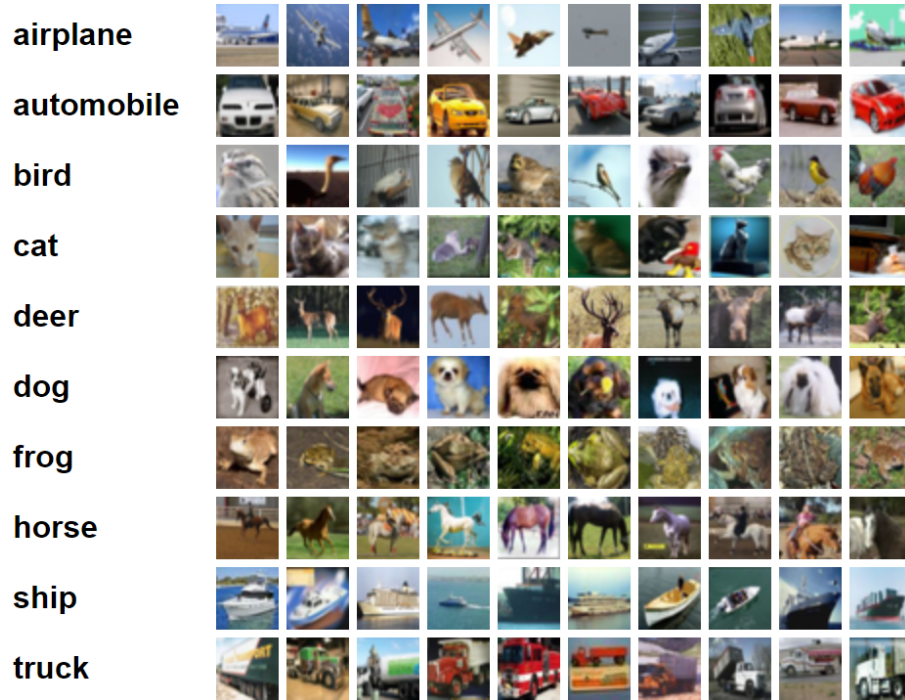 airplane
automobile
bird
cat
deer
dog
frog
horse
ship
truck